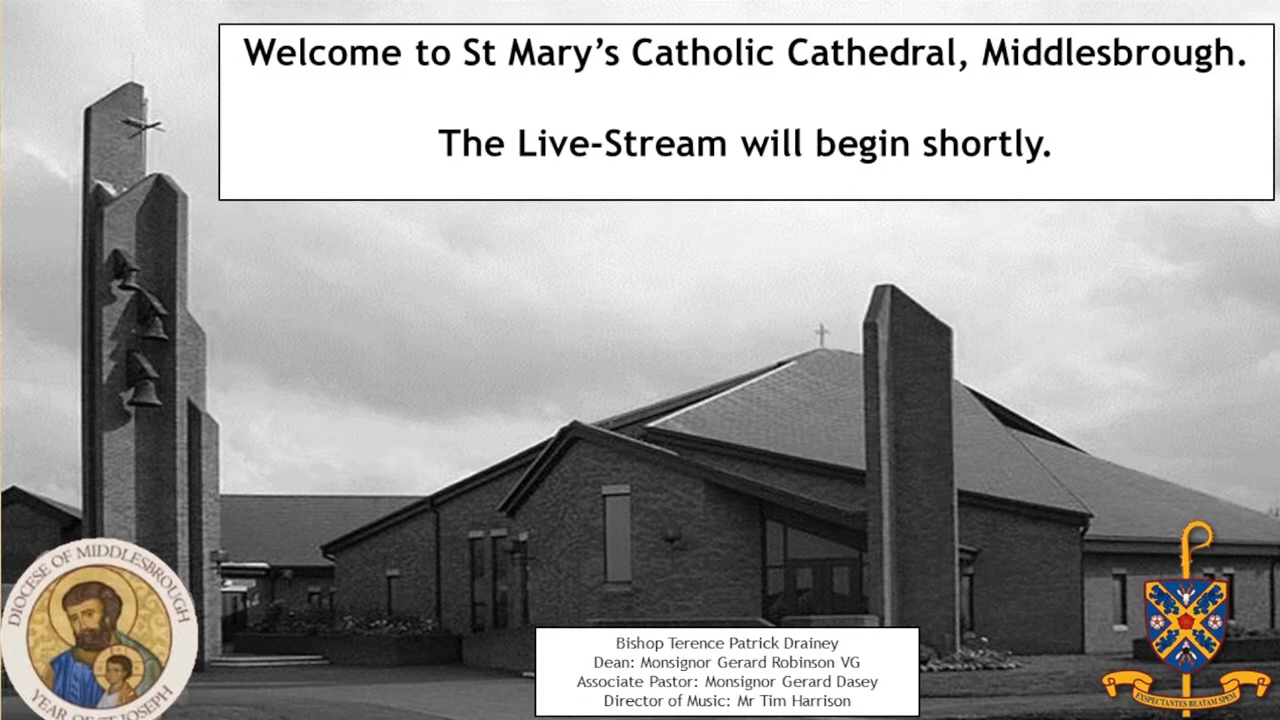 Welcome to St Mary’s Catholic Cathedral, Middlesbrough.
The Live-Stream will begin shortly.
DIOCESE OF MIDDLESBROUGH
YEAR OF ST JOSEPH
Bishop Terence Patrick Drainey
Dean: Monsignor Gerard Robinson VG
Associate Pastor: Monsignor Gerard Dasey
Director of Music: Mr Tim Harrison
EXSPECTANTES BEATAM SPEM